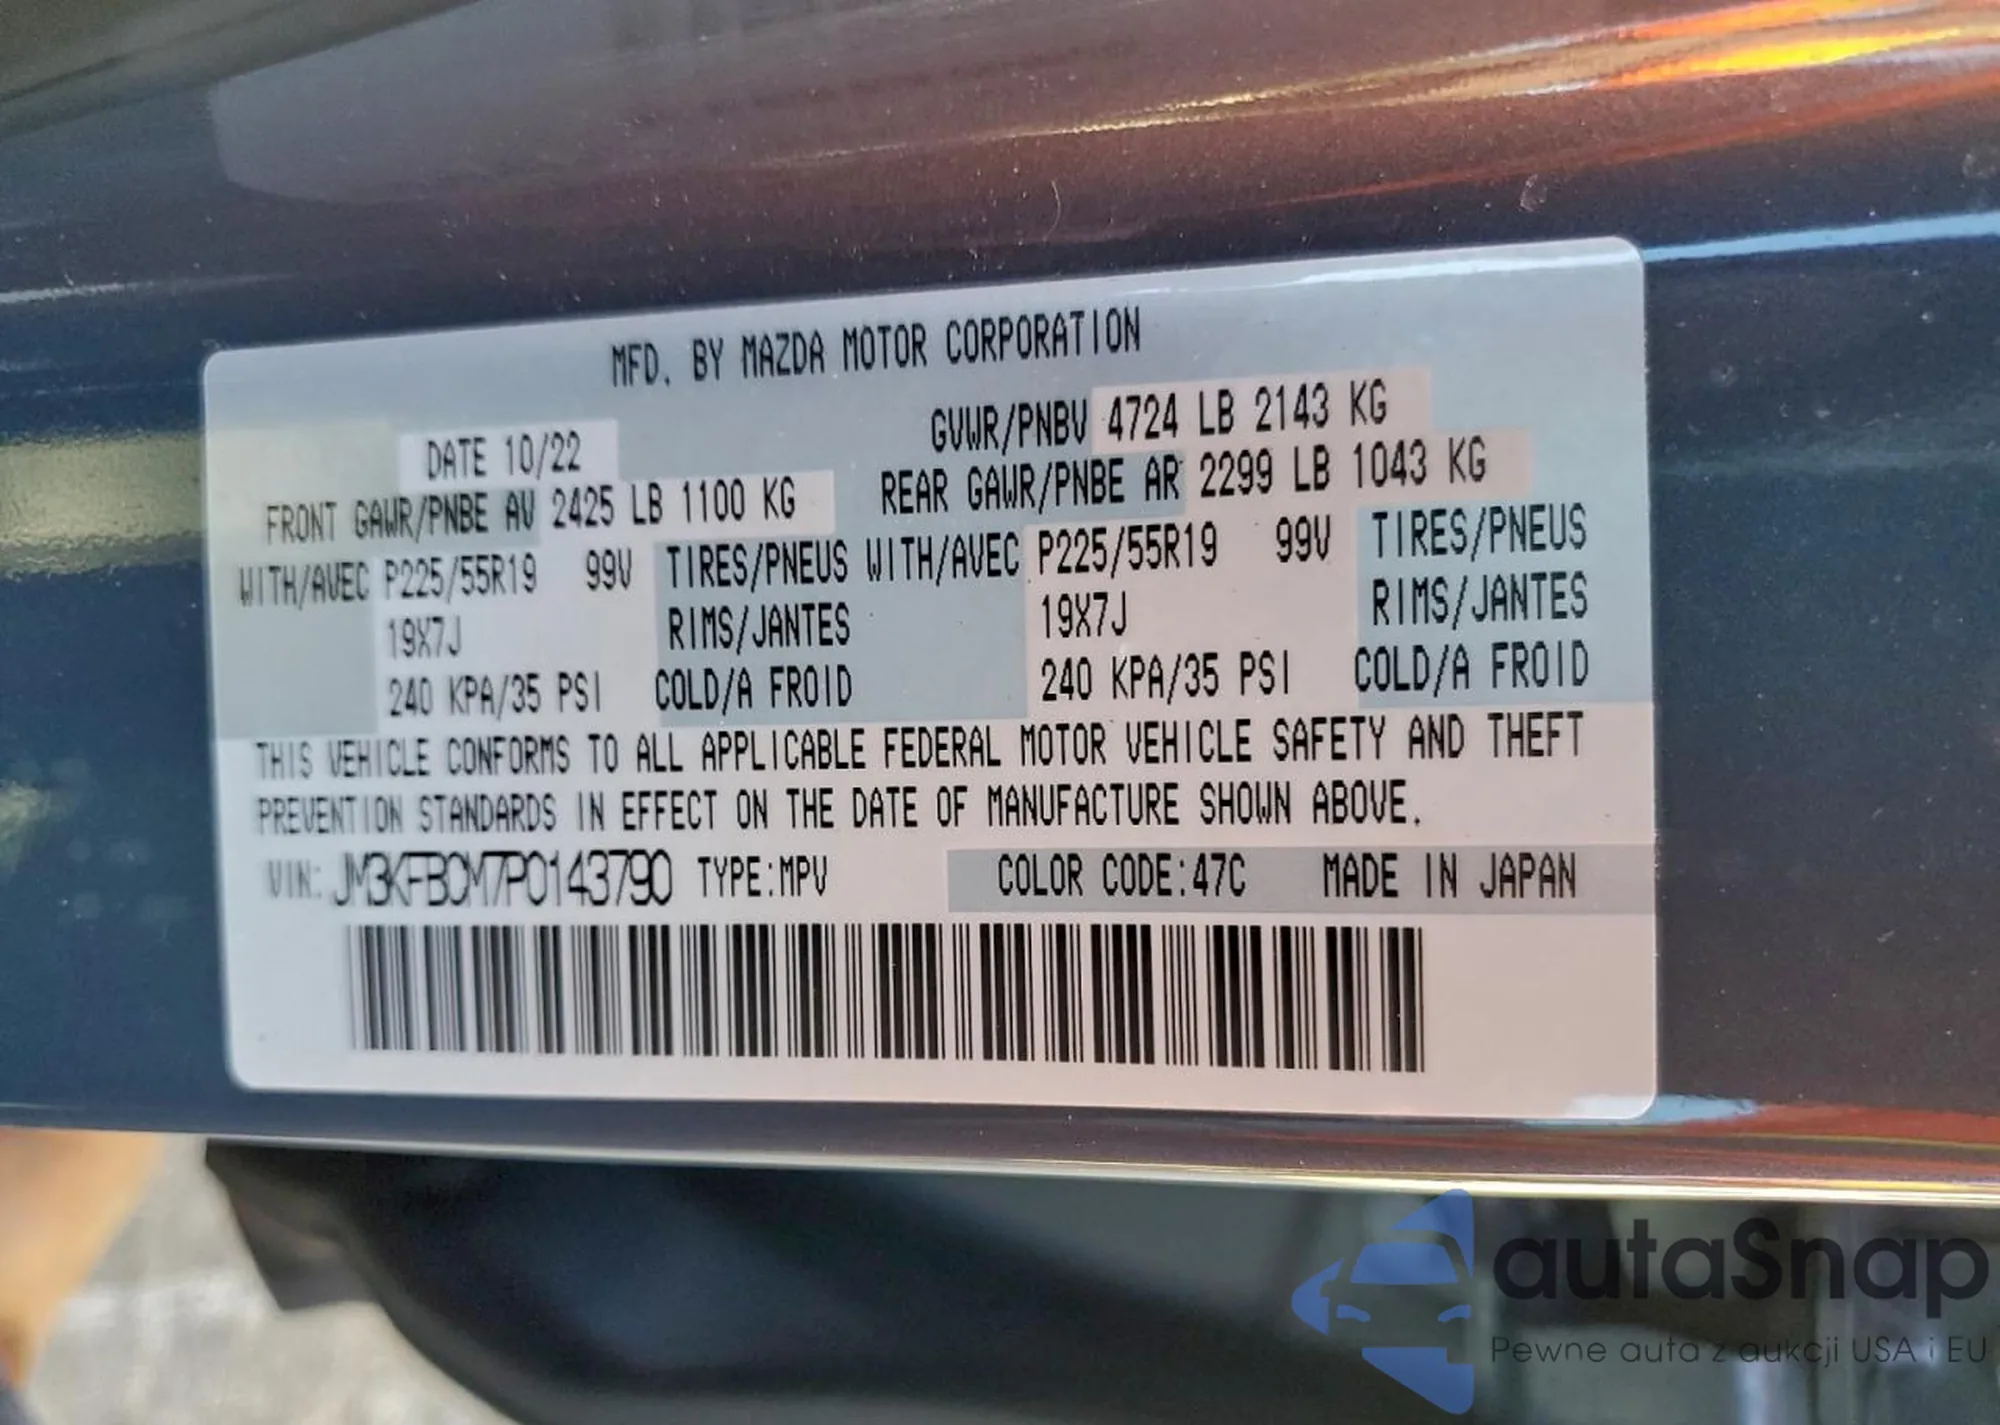 MFD. BY MAZDA MOTOR CORPORATION
DATE 10/22 GVWR/PNBV 4724 LB 2143 KG
FRONT GAWR/PNBE AV 2425 LB 1100 KG REAR GAWR/PNBE AR 2299 LB 1043 KG
WITH/AVEC P225/55R19 99V TIRES/PNEUS WITH/AVEC P225/55R19 99V TIRES/PNEUS
19X7J RIMS/JANTES 19X7J RIMS/JANTES
240 KPA/35 PSI COLD/A FROID 240 KPA/35 PSI COLD/A FROID
THIS VEHICLE CONFORMS TO ALL APPLICABLE FEDERAL MOTOR VEHICLE SAFETY AND THEFT
PREVENTION STANDARDS IN EFFECT ON THE DATE OF MANUFACTURE SHOWN ABOVE.
VIN: JM3KFBCM7P0143790 TYPE:MPV COLOR CODE:47C MADE IN JAPAN
autaSnap
Pewne auta z aukcji USA i EU